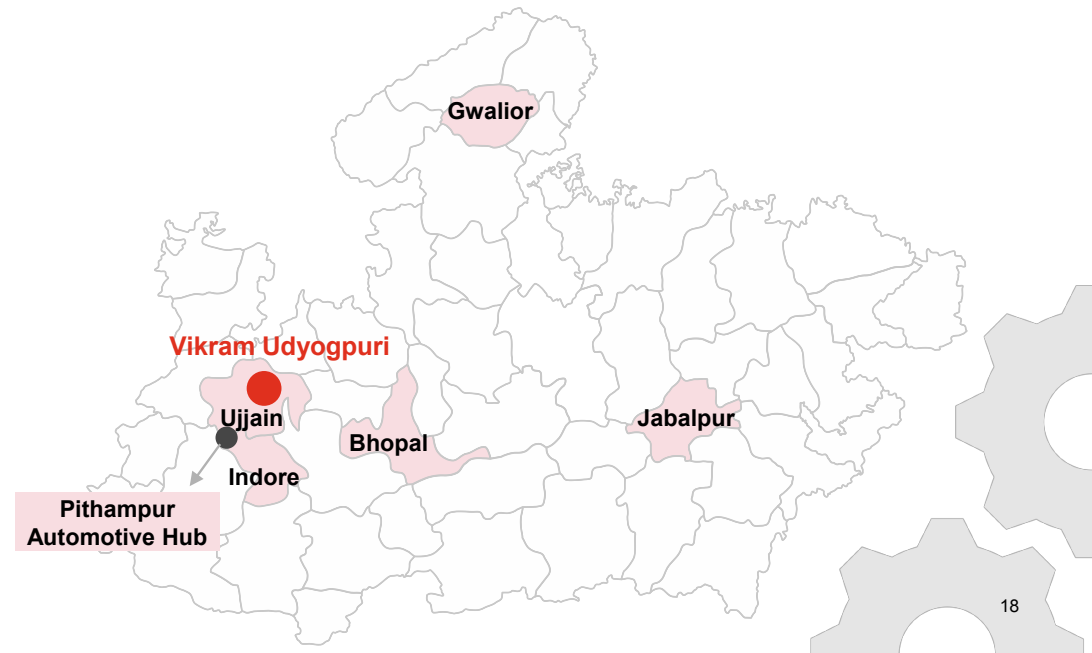 Gwalior
Vikram Udyogpuri
Ujjain
Bhopal
Jabalpur
Indore
Pithampur
Automotive Hub
18